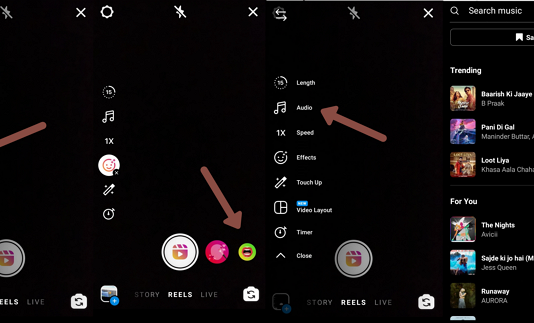 EELS LIVE
15
1X
STORY REELS LIVE
15 Length
Audio
1X Speed
Effects
Touch Up
NEW
Video Layout
Timer
Close
STORY REELS LIVE
Search music
Sa
Trending
Baarish Ki Jaaye
B Praak
Pani Di Gal
Maninder Buttar, A
Loot Liya
Khasa Aala Chaha
For You
The Nights
Avicii
Sajde ki jo hai (M
Jess Queen
Runaway
AURORA